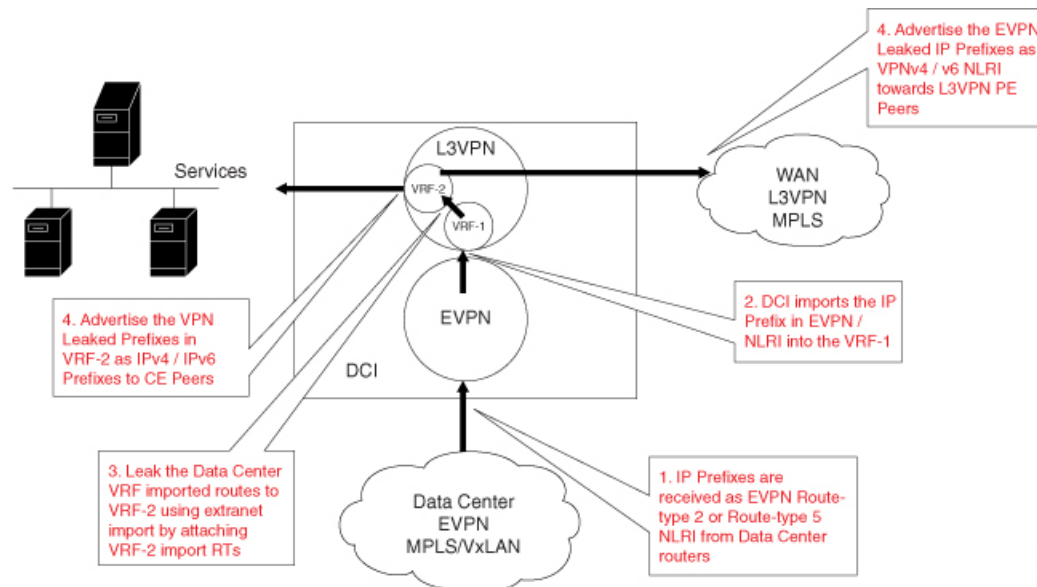 4. Advertise the EVPN
Leaked IP Prefixes as
VPNv4 / v6 NLRI
towards L3VPN PE
Peers
L3VPN
Services
VRF-2
VRF-1
WAN
L3VPN
MPLS
4. Advertise the VPN
Leaked Prefixes in
VRF-2 as IPv4 / IPv6
Prefixes to CE Peers
EVPN
DCI
2. DCI imports the IP
Prefix in EVPN /
NLRI into the VRF-1
3. Leak the Data Center
VRF imported routes to
VRF-2 using extranet
import by attaching
VRF-2 import RTs
Data Center
EVPN
MPLS/VxLAN
1. IP Prefixes are
received as EVPN Route-
type 2 or Route-type 5
NLRI from Data Center
routers